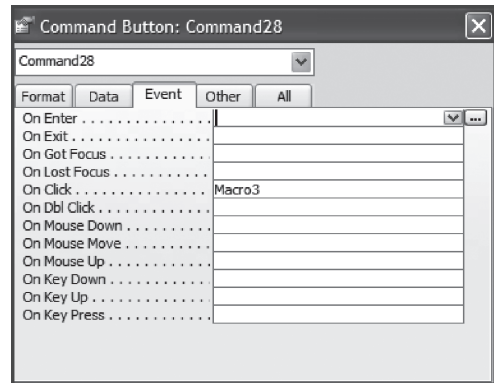 Command Button: Command28
Command28
Format Data Event Other All
On Enter . . . . . . . . . . . . . . .
On Exit . . . . . . . . . . . . . . . . .
On Got Focus . . . . . . . . . . .
On Lost Focus . . . . . . . . . . .
On Click . . . . . . . . . . . . . . . Macro3
On Dbl Click . . . . . . . . . . . . .
On Mouse Down . . . . . . . . .
On Mouse Move . . . . . . . . .
On Mouse Up . . . . . . . . . . .
On Key Down . . . . . . . . . . .
On Key Up . . . . . . . . . . . . .
On Key Press . . . . . . . . . . .